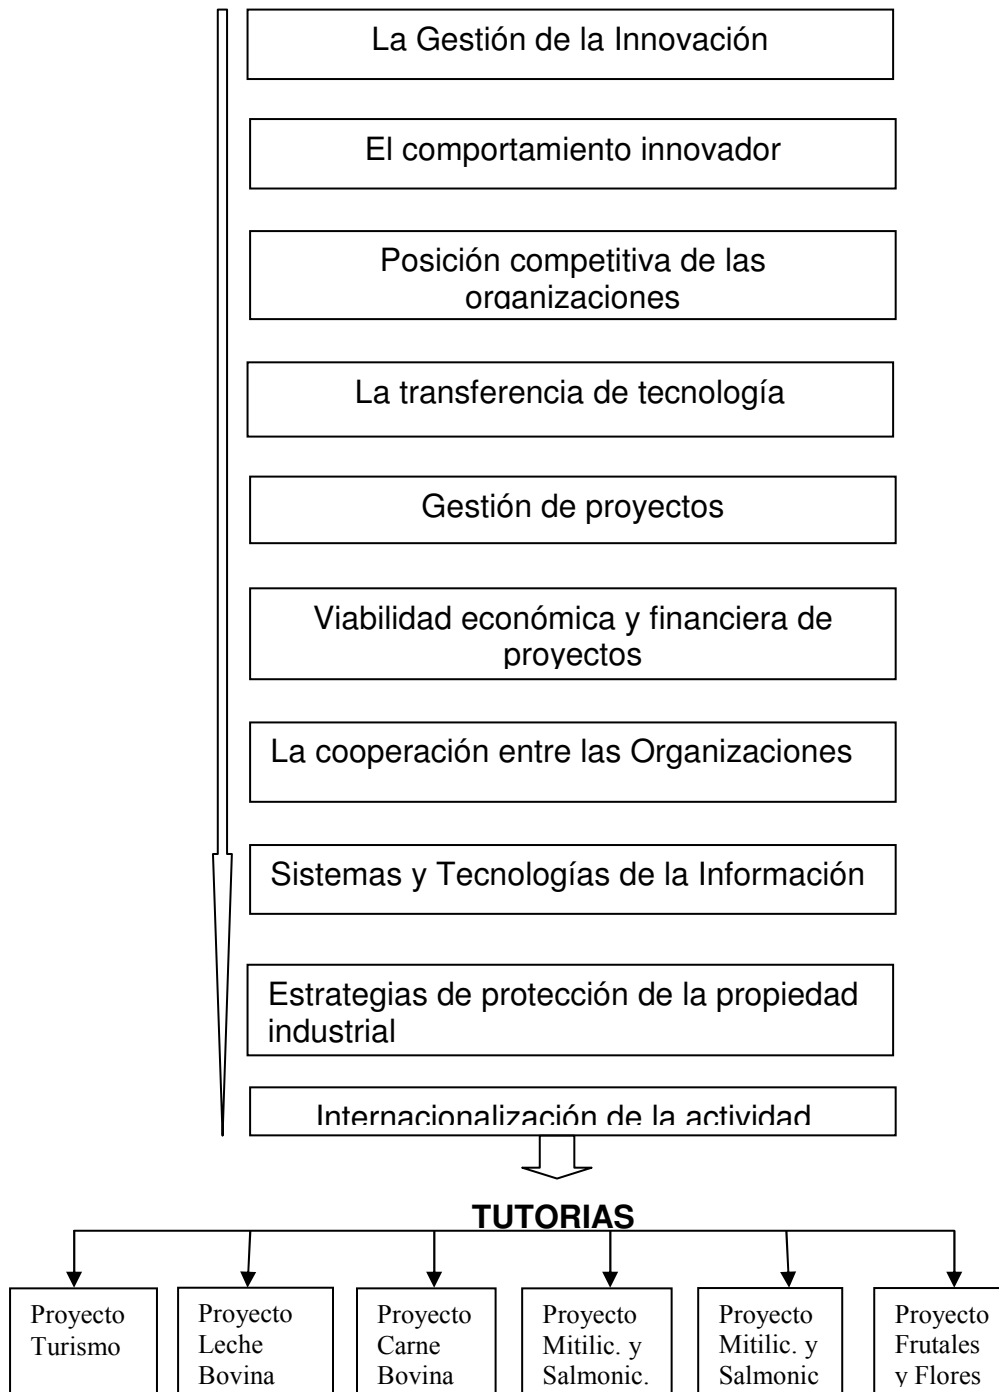 La Gestión de la Innovación
El comportamiento innovador
Posición competitiva de las
organizaciones
La transferencia de tecnología
Gestión de proyectos
Viabilidad económica y financiera de
proyectos
La cooperación entre las Organizaciones
Sistemas y Tecnologías de la Información
Estrategias de protección de la propiedad
industrial
Internacionalización de la actividad
TUTORIAS
Proyecto
Turismo
Proyecto
Leche
Bovina
Proyecto
Carne
Bovina
Proyecto
Mitilic. y
Salmonic.
Proyecto
Mitilic. y
Salmonic
Proyecto
Frutales
y Flores